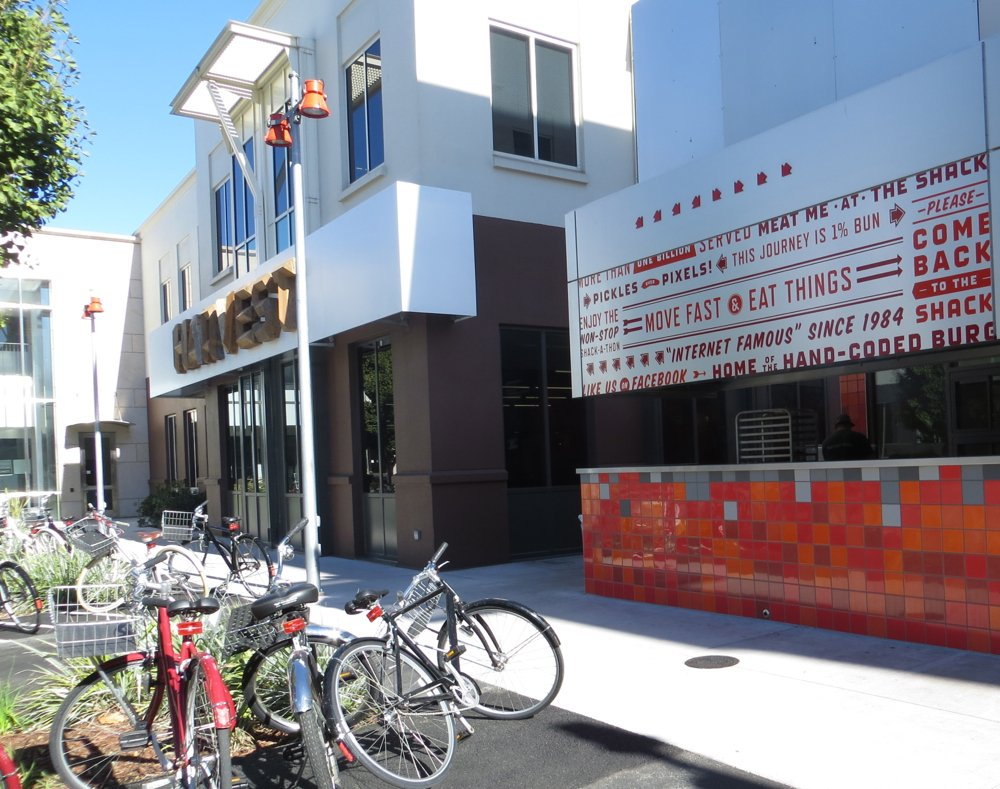 HARVEST
MORE THAN ONE BILLION SERVED MEAT ME · AT · THE SHACK
PICKLES OVER PIXELS! THIS JOURNEY IS 1% BUN
ENJOY THE
NON-STOP
SHACK-A-THON
MOVE FAST & EAT THINGS
"INTERNET FAMOUS" SINCE 1984
LIKE US ON FACEBOOK HOME OF THE HAND-CODED BURG
- PLEASE -
COME
BACK
TO THE
SHACK